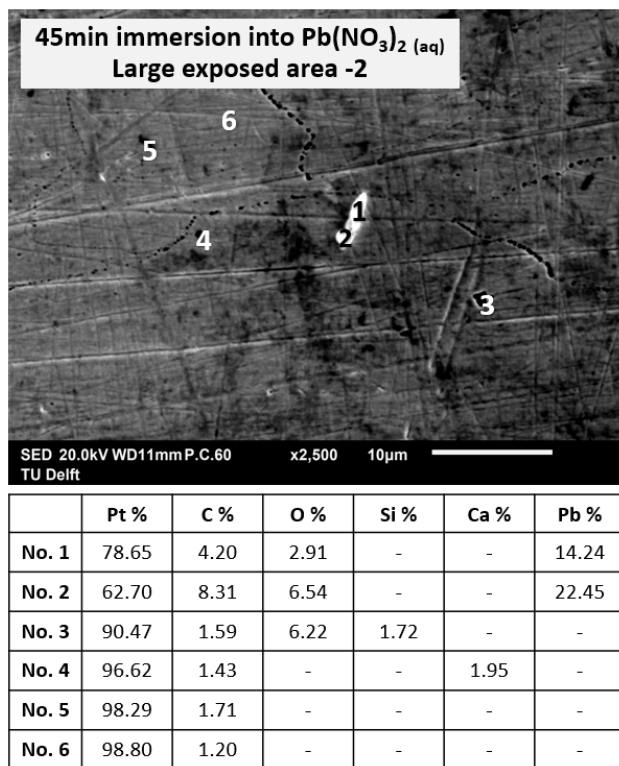 45min immersion into Pb(NO3)2 (aq)
Large exposed area -2
6
5
1
2
4
3
SED 20.0kV WD11mmP.C.60 x2,500 10µm
TU Delft
Pt % C % O % Si % Ca % Pb %
No. 1 78.65 4.20 2.91 - - 14.24
No. 2 62.70 8.31 6.54 - - 22.45
No. 3 90.47 1.59 6.22 1.72 - -
No. 4 96.62 1.43 - - 1.95 -
No. 5 98.29 1.71 - - - -
No. 6 98.80 1.20 - - - -